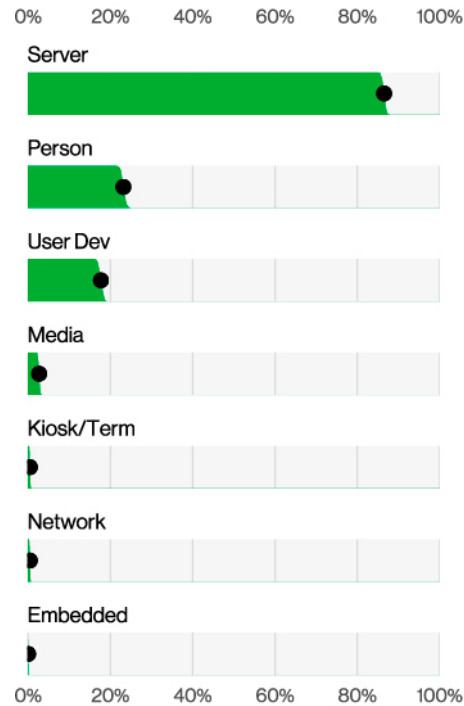 0% 20% 40% 60% 80% 100%
Server
Person
User Dev
Media
Kiosk/Term
Network
Embedded
0% 20% 40% 60% 80% 100%